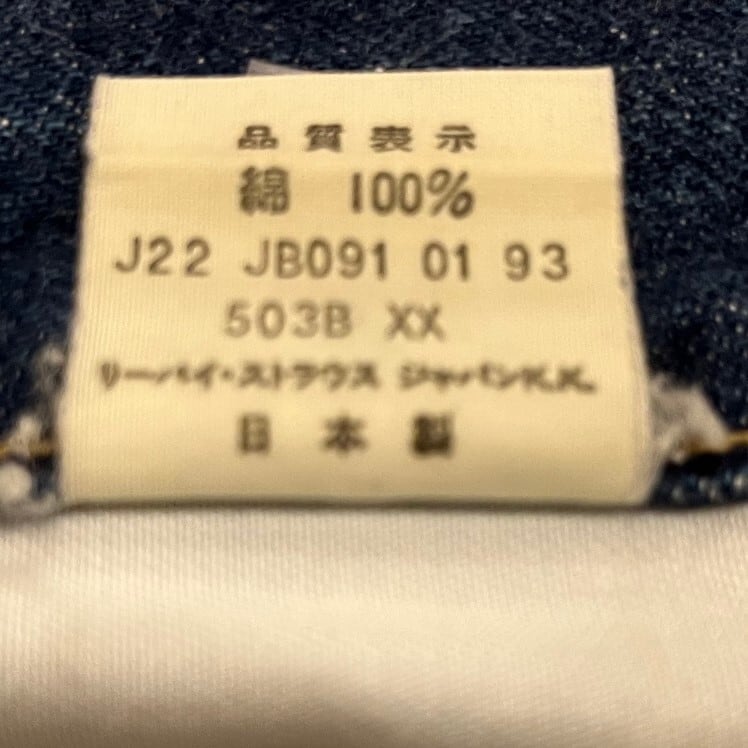 品質表示
綿 100%
J22 JB091 01 93
503B XX
リーバイ・ストラウス ジャパンK.K.
日本製